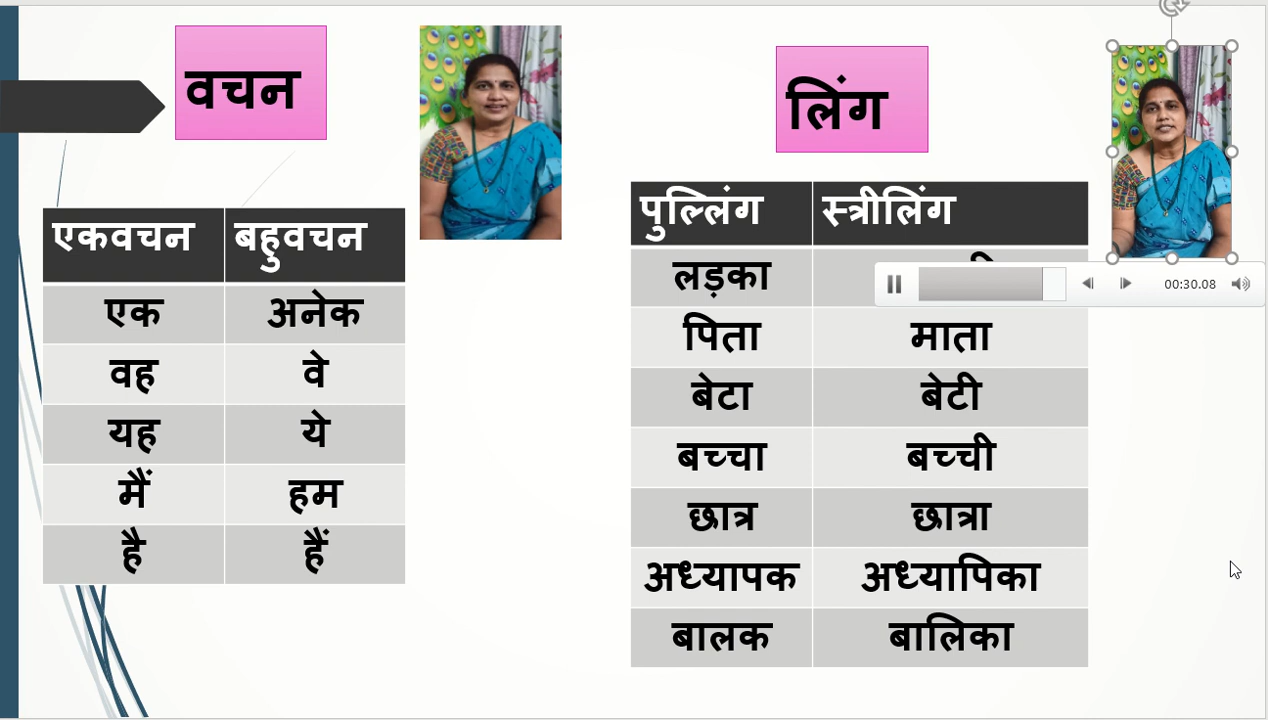 वचन
एकवचन बहुवचन
एक अनेक
वह वे
यह ये
मैं हम
है हैं
लिंग
पुल्लिंग स्त्रीलिंग
लड़का
पिता माता
बेटा बेटी
बच्चा बच्ची
छात्र छात्रा
अध्यापक अध्यापिका
बालक बालिका
00:30.08